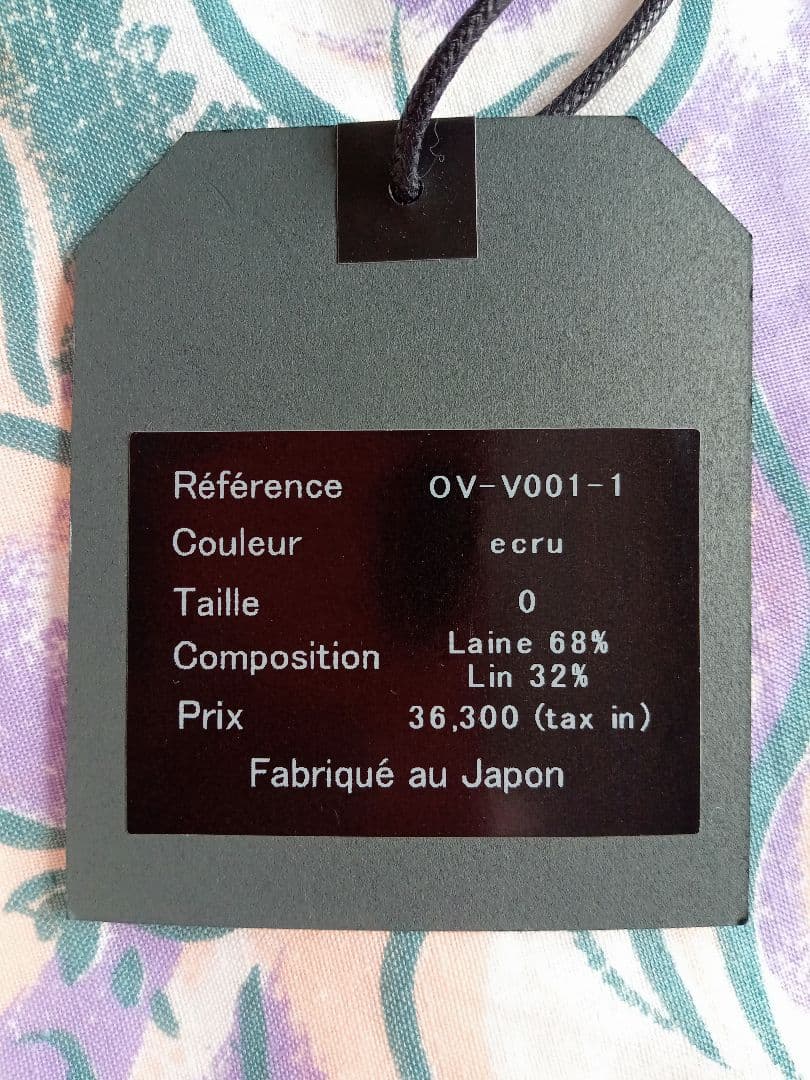 Référence OV-V001-1
Couleur ecru
Taille 0
Composition Laine 68%
Lin 32%
Prix 36,300 (tax in)
Fabriqué au Japon